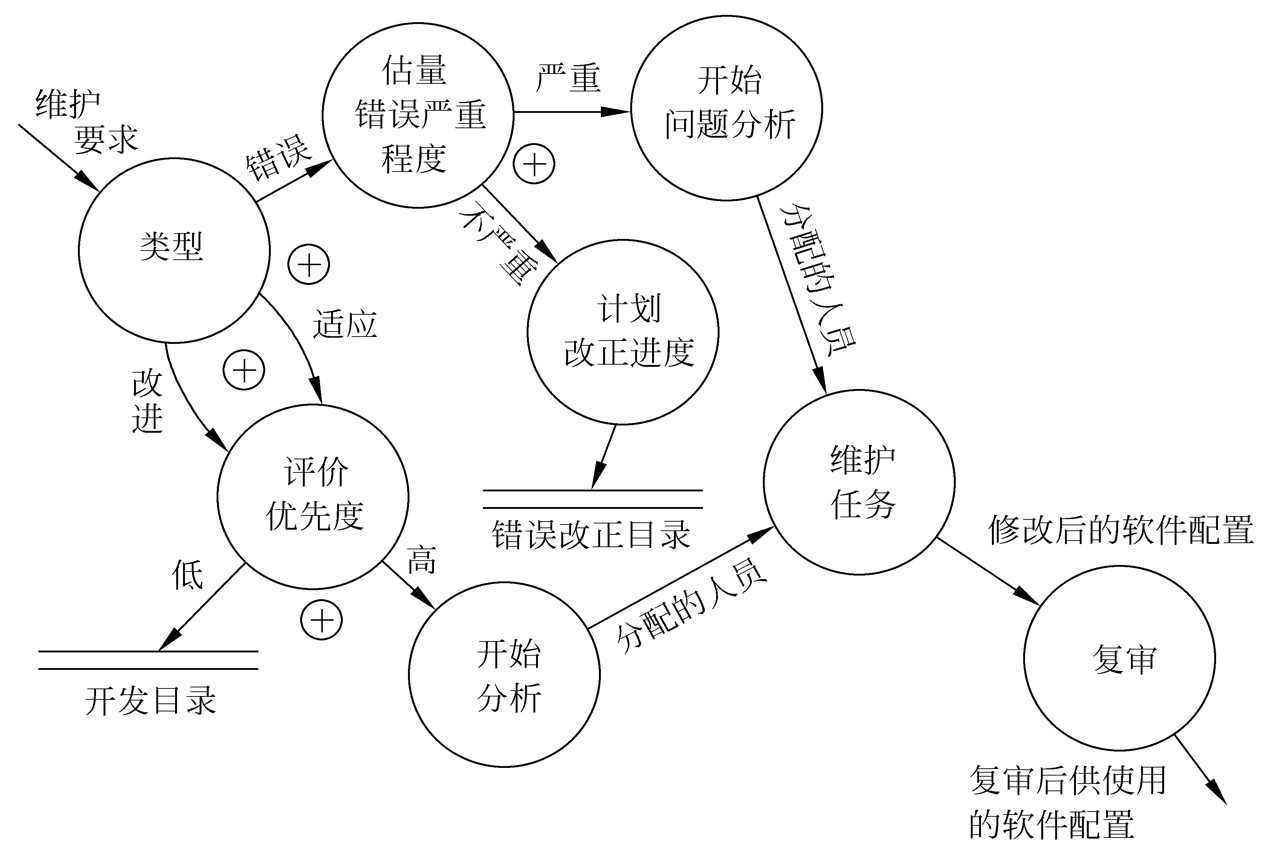 维护
要求
类型
错误
估量
错误严重
程度
严重
开始
问题分析
不严重
计划
改正进度
错误改正目录
分配的人员
适应
改
进
评价
优先度
低
开发目录
高
开始
分析
分配的人员
维护
任务
修改后的软件配置
复审
复审后供使用
的软件配置